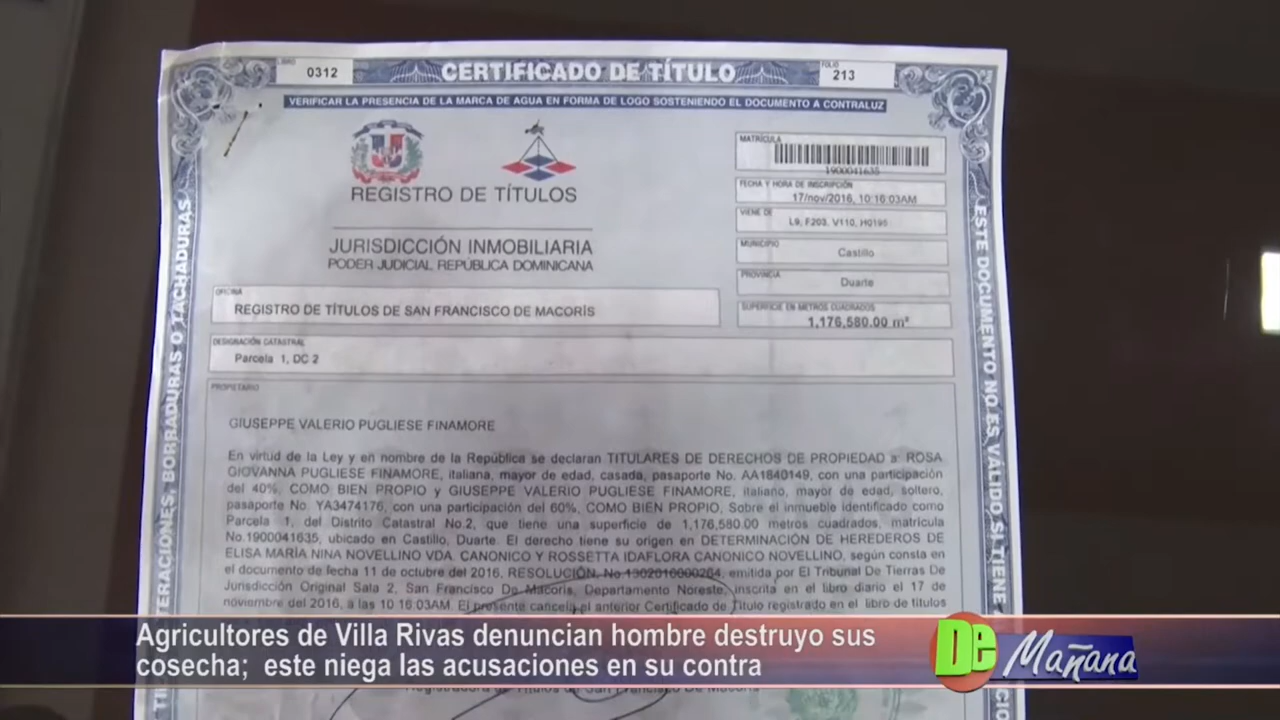 LIBRO
0312
CERTIFICADO DE TÍTULO
FOLIO
213
VERIFICAR LA PRESENCIA DE LA MARCA DE AGUA EN FORMA DE LOGO SOSTENIENDO EL DOCUMENTO A CONTRALUZ
REGISTRO DE TÍTULOS
JURISDICCIÓN INMOBILIARIA
PODER JUDICIAL REPÚBLICA DOMINICANA
MATRÍCULA
1900041635
FECHA Y HORA DE INSCRIPCIÓN
17/nov/2016, 10:16:03AM
VIENE DE
L9, F203, V110, H0195
MUNICIPIO
Castillo
PROVINCIA
Duarte
SUPERFICIE EN METROS CUADRADOS
1,176,580.00 m²
OFICINA
REGISTRO DE TÍTULOS DE SAN FRANCISCO DE MACORÍS
DESIGNACIÓN CATASTRAL
Parcela 1, DC 2
PROPIETARIO
GIUSEPPE VALERIO PUGLIESE FINAMORE
En virtud de la Ley y en nombre de la República se declaran TITULARES DE DERECHOS DE PROPIEDAD a: ROSA
GIOVANNA PUGLIESE FINAMORE, italiana, mayor de edad, casada, pasaporte No. AA1840149, con una participación
del 40%, COMO BIEN PROPIO y GIUSEPPE VALERIO PUGLIESE FINAMORE, italiano, mayor de edad, soltero,
pasaporte No. YA3474176, con una participación del 60%, COMO BIEN PROPIO, Sobre el inmueble identificado como
Parcela 1, del Distrito Catastral No.2, que tiene una superficie de 1,176,580.00 metros cuadrados, matrícula
No.1900041635, ubicado en Castillo, Duarte. El derecho tiene su origen en DETERMINACIÓN DE HEREDEROS DE
ELISA MARÍA NINA NOVELLINO VDA. CANONICO Y ROSSETTA IDAFLORA CANONICO NOVELLINO, según consta en
el documento de fecha 11 de octubre del 2016, RESOLUCIÓN, No.1302016000264, emitida por El Tribunal De Tierras De
Jurisdicción Original Sala 2, San Francisco De Macorís, Departamento Noreste, inscrita en el libro diario el 17 de
noviembre del 2016, a las 10:16:03AM. El presente cancela el anterior Certificado de Título registrado en el libro de títulos
Registradora de Títulos de San Francisco De Macorís
TERACIONES, BORRADURAS O TACHADURAS
ESTE DOCUMENTO NO ES VÁLIDO SI TIENE
Agricultores de Villa Rivas denuncian hombre destruyo sus
cosecha; este niega las acusaciones en su contra
De Mañana